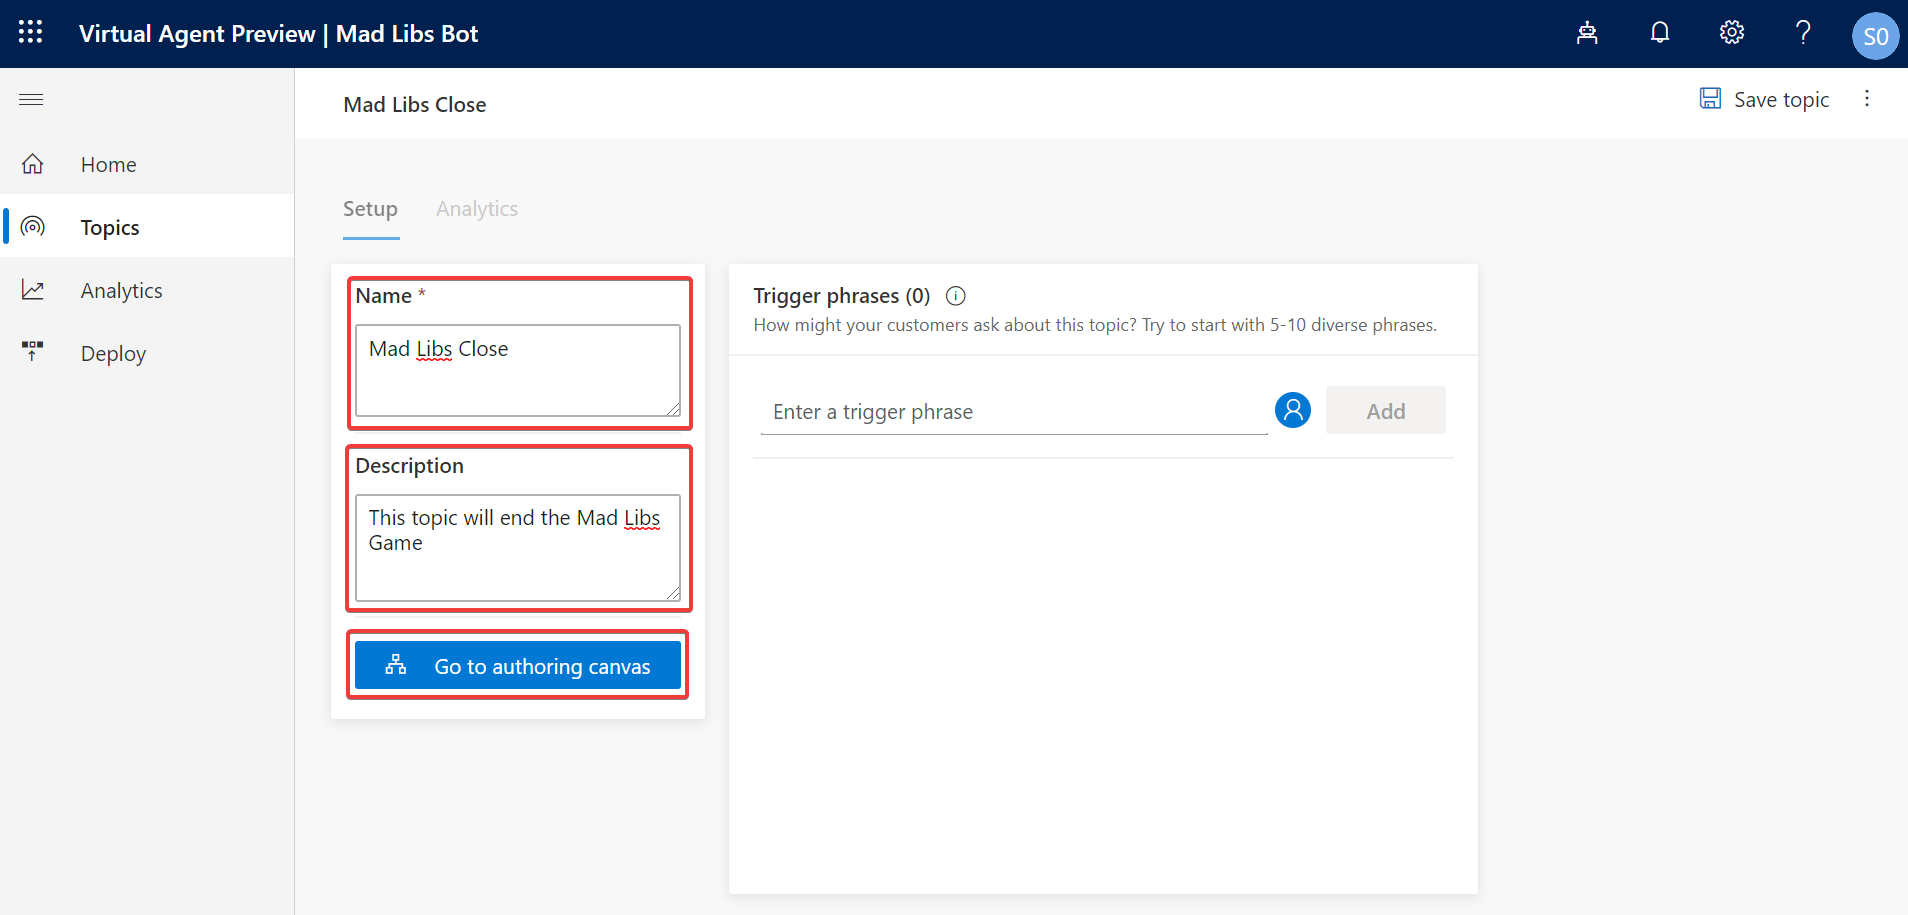 Virtual Agent Preview | Mad Libs Bot
S0
Mad Libs Close
Save topic
Home
Topics
Analytics
Deploy
Setup
Analytics
Name *
Mad Libs Close
Description
This topic will end the Mad Libs
Game
Go to authoring canvas
Trigger phrases (0)
How might your customers ask about this topic? Try to start with 5-10 diverse phrases.
Enter a trigger phrase
Add